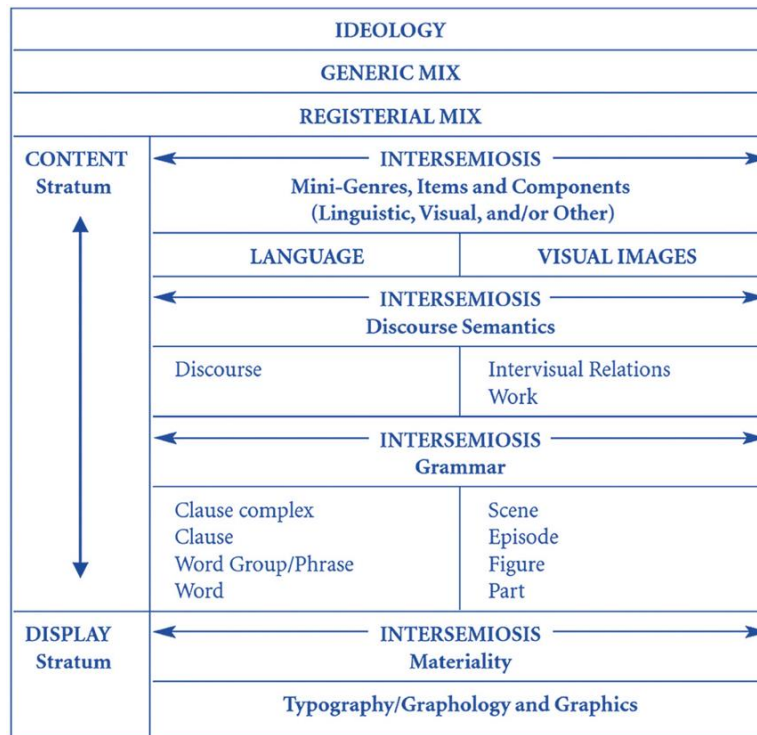 IDEOLOGY
GENERIC MIX
REGISTERIAL MIX
CONTENT
Stratum
INTERSEMIOSIS
Mini-Genres, Items and Components
(Linguistic, Visual, and/or Other)
LANGUAGE
VISUAL IMAGES
INTERSEMIOSIS
Discourse Semantics
Discourse
Intervisual Relations
Work
INTERSEMIOSIS
Grammar
Clause complex
Clause
Word Group/Phrase
Word
Scene
Episode
Figure
Part
DISPLAY
Stratum
INTERSEMIOSIS
Materiality
Typography/Graphology and Graphics